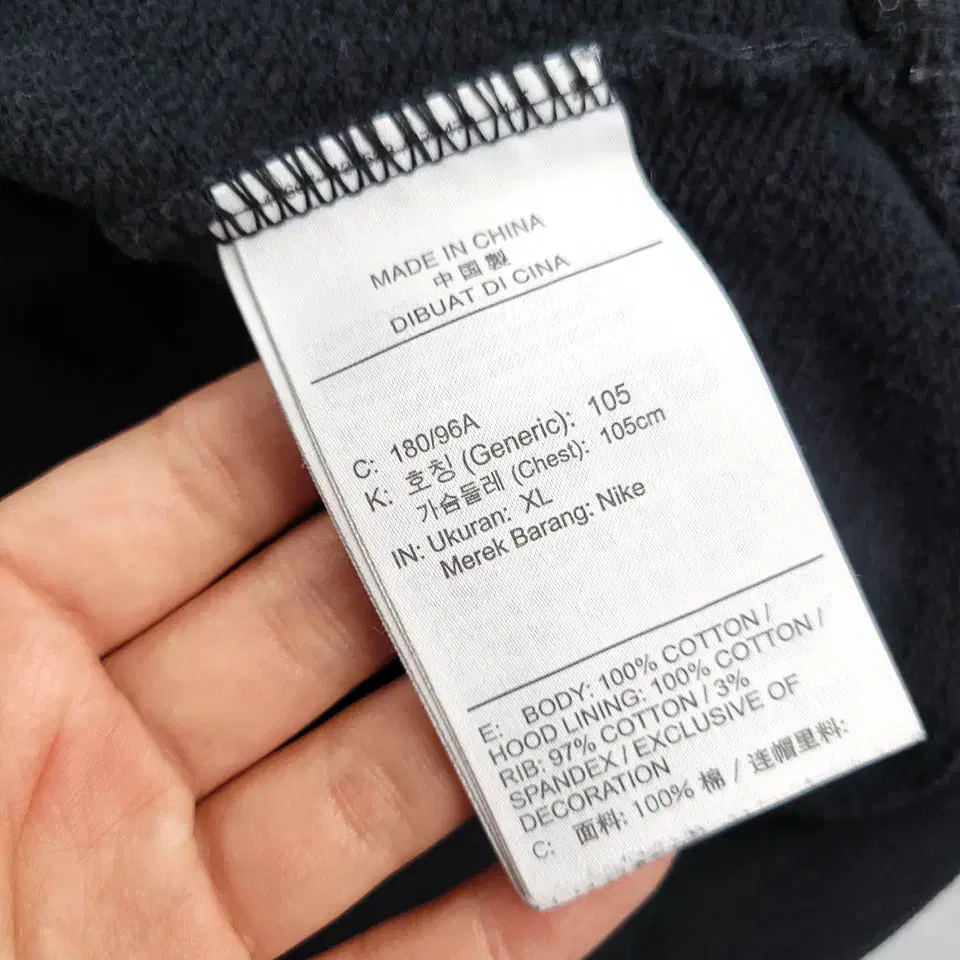 MADE IN CHINA
中国製
DIBUAT DI CINA
C: 180/96A
K: 호칭 (Generic): 105
가슴둘레 (Chest): 105cm
IN: Ukuran: XL
Merek Barang: Nike
E: BODY: 100% COTTON /
HOOD LINING: 100% COTTON /
RIB: 97% COTTON / 3%
SPANDEX / EXCLUSIVE OF
DECORATION
C: 面料: 100% 棉 / 连帽里料: